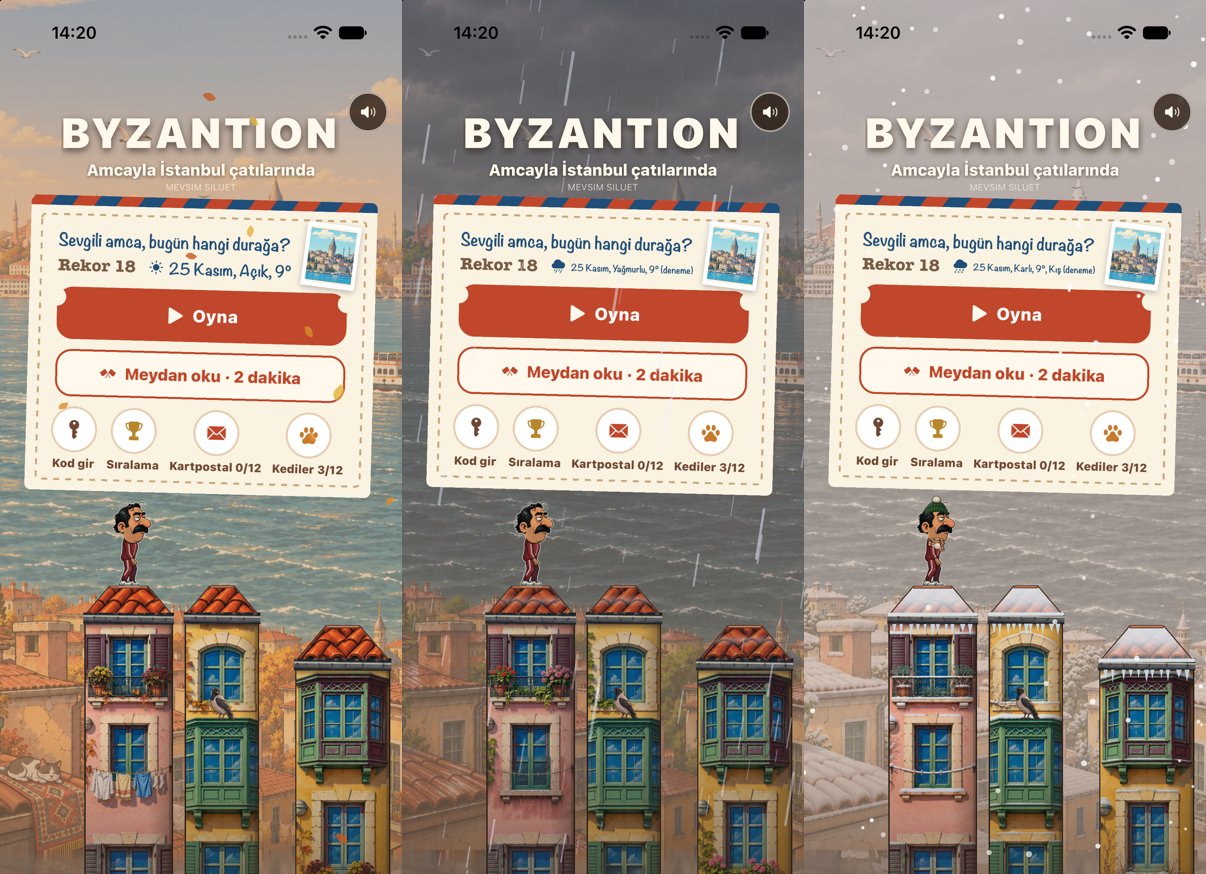 14:20
BYZANTION
Amcayla İstanbul çatılarında
MEVSIM SILUET
Sevgili amca, bugün hangi durağa?
Rekor 18 25 Kasım, Açık, 9°
Oyna
Meydan oku · 2 dakika
Kod gir Sıralama Kartpostal 0/12 Kediler 3/12
14:20
BYZANTION
Amcayla İstanbul çatılarında
MEVSIM SILUET
Sevgili amca, bugün hangi durağa?
Rekor 18 25 Kasım, Yağmurlu, 9° (deneme)
Oyna
Meydan oku · 2 dakika
Kod gir Sıralama Kartpostal 0/12 Kediler 3/12
14:20
BYZANTION
Amcayla İstanbul çatılarında
MEVSIM SILUET
Sevgili amca, bugün hangi durağa?
Rekor 18 25 Kasım, Karlı, 9°, Kış (deneme)
Oyna
Meydan oku · 2 dakika
Kod gir Sıralama Kartpostal 0/12 Kediler 3/12